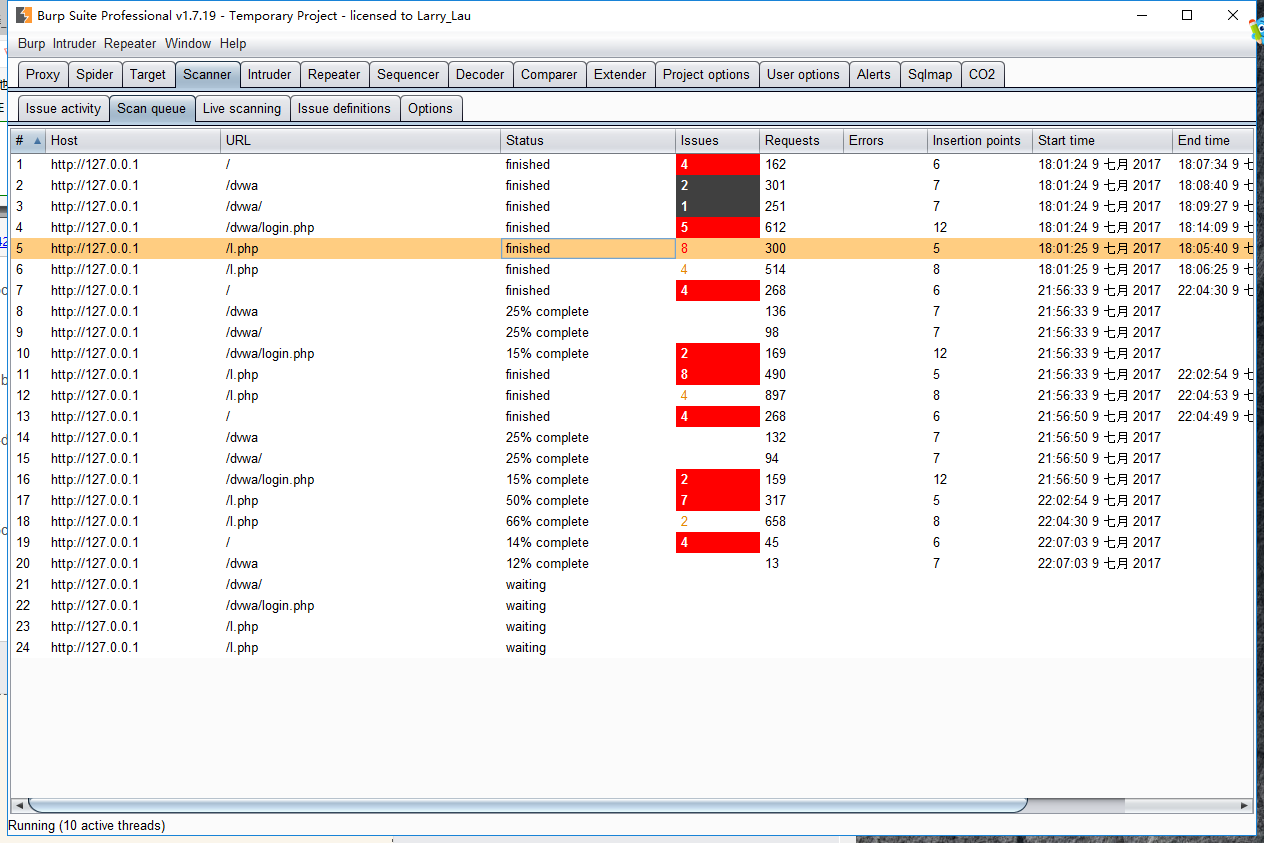 Burp Suite Professional v1.7.19 - Temporary Project - licensed to Larry_Lau
Burp Intruder Repeater Window Help
Proxy Spider Target Scanner Intruder Repeater Sequencer Decoder Comparer Extender Project options User options Alerts Sqlmap CO2
Issue activity Scan queue Live scanning Issue definitions Options
# Host URL Status Issues Requests Errors Insertion points Start time End time
1 http://127.0.0.1 / finished 4 162 6 18:01:24 9 七月 2017 18:07:34 9
2 http://127.0.0.1 /dvwa finished 2 301 7 18:01:24 9 七月 2017 18:08:40 9
3 http://127.0.0.1 /dvwa/ finished 1 251 7 18:01:24 9 七月 2017 18:09:27 9
4 http://127.0.0.1 /dvwa/login.php finished 5 612 12 18:01:24 9 七月 2017 18:14:09 9
5 http://127.0.0.1 /l.php finished 8 300 5 18:01:25 9 七月 2017 18:05:40 9
6 http://127.0.0.1 /l.php finished 4 514 8 18:01:25 9 七月 2017 18:06:25 9
7 http://127.0.0.1 / finished 4 268 6 21:56:33 9 七月 2017 22:04:30 9
8 http://127.0.0.1 /dvwa 25% complete 136 7 21:56:33 9 七月 2017
9 http://127.0.0.1 /dvwa/ 25% complete 98 7 21:56:33 9 七月 2017
10 http://127.0.0.1 /dvwa/login.php 15% complete 2 169 12 21:56:33 9 七月 2017
11 http://127.0.0.1 /l.php finished 8 490 5 21:56:33 9 七月 2017 22:02:54 9
12 http://127.0.0.1 /l.php finished 4 897 8 21:56:33 9 七月 2017 22:04:53 9
13 http://127.0.0.1 / finished 4 268 6 21:56:50 9 七月 2017 22:04:49 9
14 http://127.0.0.1 /dvwa 25% complete 132 7 21:56:50 9 七月 2017
15 http://127.0.0.1 /dvwa/ 25% complete 94 7 21:56:50 9 七月 2017
16 http://127.0.0.1 /dvwa/login.php 15% complete 2 159 12 21:56:50 9 七月 2017
17 http://127.0.0.1 /l.php 50% complete 7 317 5 22:02:54 9 七月 2017
18 http://127.0.0.1 /l.php 66% complete 2 658 8 22:04:30 9 七月 2017
19 http://127.0.0.1 / 14% complete 4 45 6 22:07:03 9 七月 2017
20 http://127.0.0.1 /dvwa 12% complete 13 7 22:07:03 9 七月 2017
21 http://127.0.0.1 /dvwa/ waiting
22 http://127.0.0.1 /dvwa/login.php waiting
23 http://127.0.0.1 /l.php waiting
24 http://127.0.0.1 /l.php waiting
Running (10 active threads)